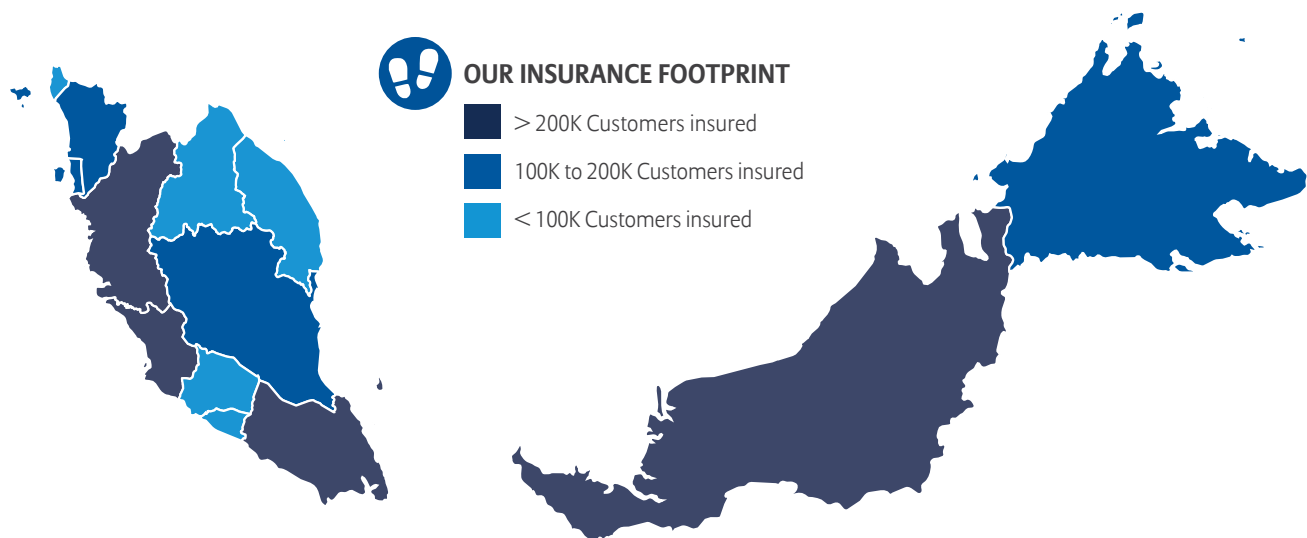 OUR INSURANCE FOOTPRINT
> 200K Customers insured
100K to 200K Customers insured
< 100K Customers insured